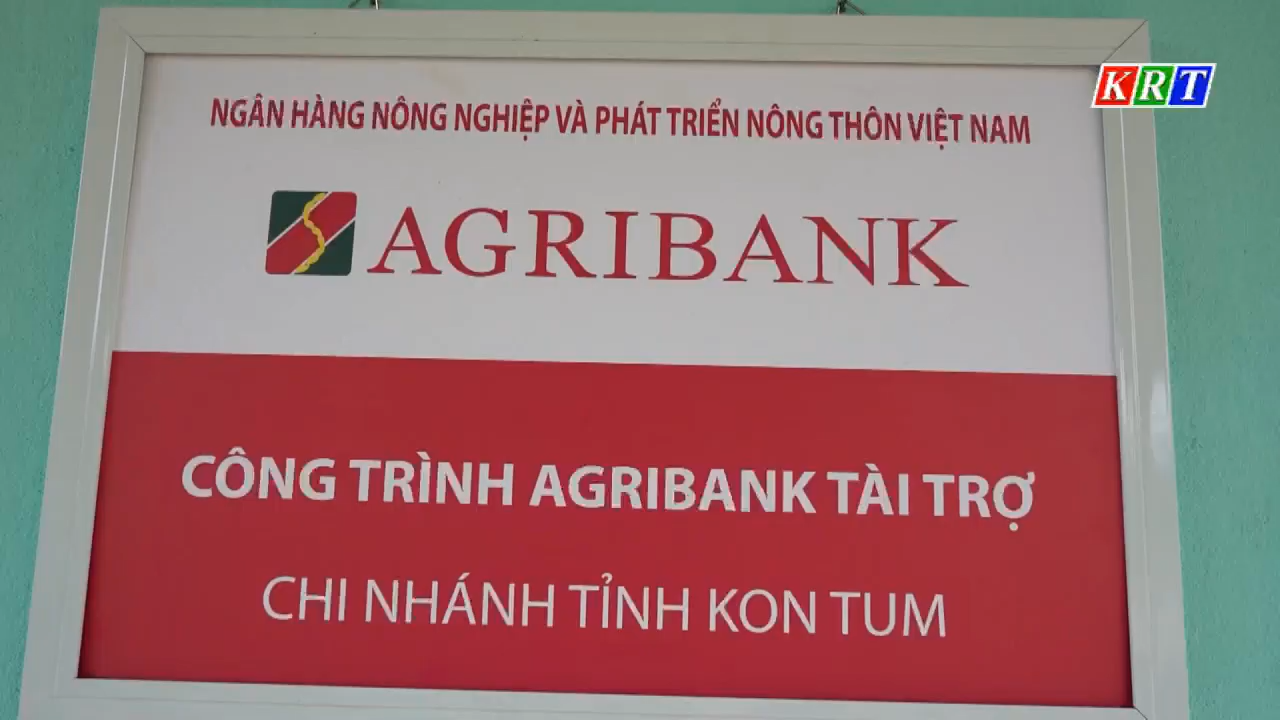 KRT
NGÂN HÀNG NÔNG NGHIỆP VÀ PHÁT TRIỂN NÔNG THÔN VIỆT NAM
AGRIBANK
CÔNG TRÌNH AGRIBANK TÀI TRỢ
CHI NHÁNH TỈNH KON TUM